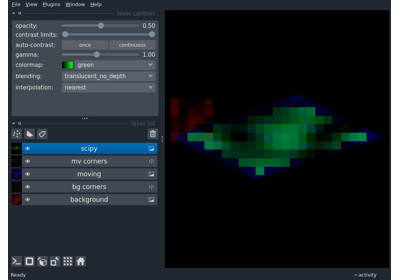 File View Plugins Window Help
layer controls
opacity: 0.50
contrast limits:
auto-contrast: once continuous
gamma: 1.00
colormap: green
blending: translucent_no_depth
interpolation: nearest
layer list
scipy
mv corners
moving
bg corners
background
Ready
activity